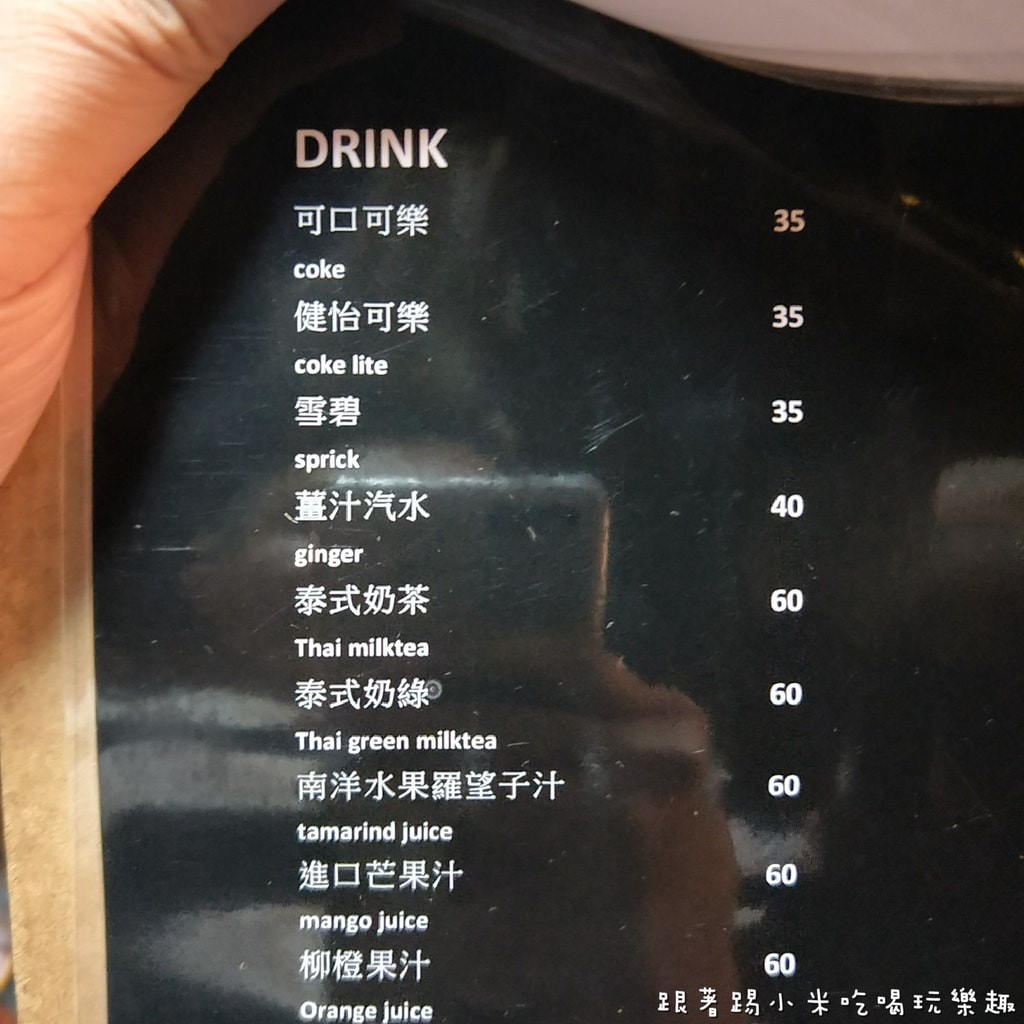 DRINK
可口可樂 35
coke
健怡可樂 35
coke lite
雪碧 35
sprick
薑汁汽水 40
ginger
泰式奶茶 60
Thai milktea
泰式奶綠 60
Thai green milktea
南洋水果羅望子汁 60
tamarind juice
進口芒果汁 60
mango juice
柳橙果汁 60
Orange juice
跟著踢小米吃喝玩樂趣